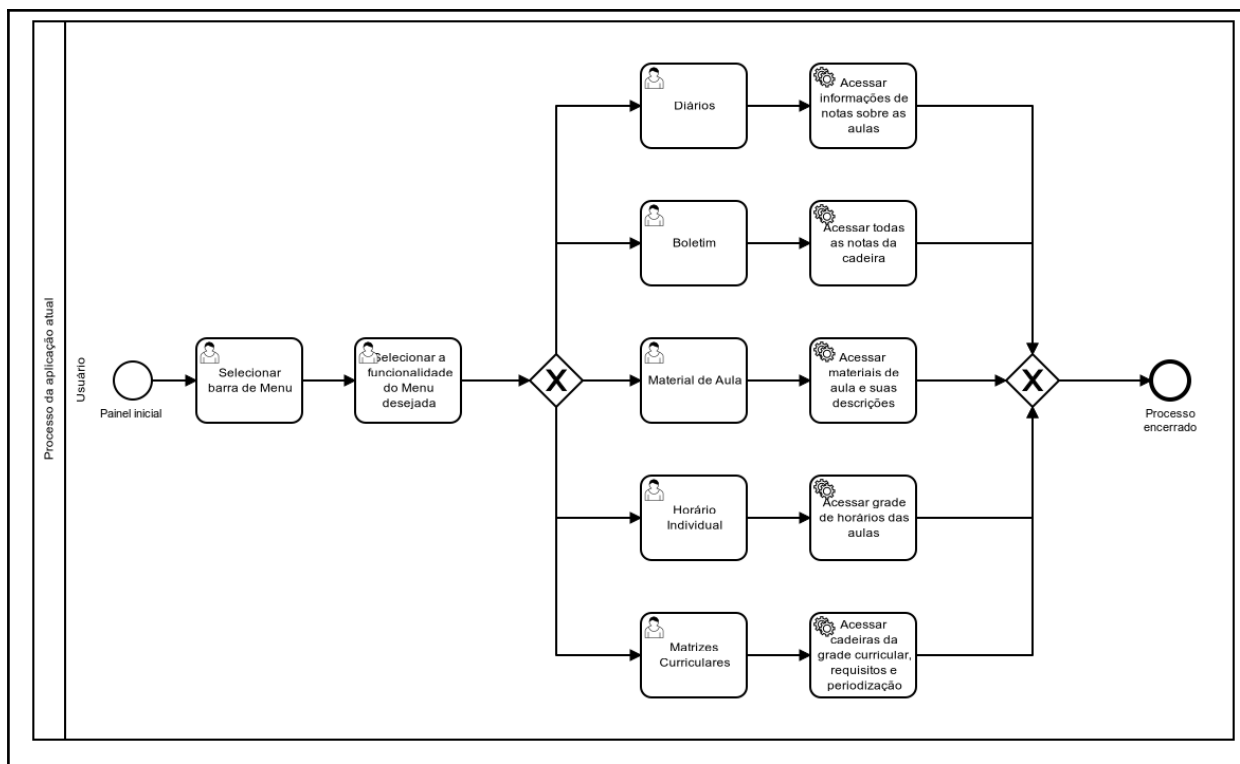 Processo da aplicação atual
Usuário
Painel inicial
Selecionar
barra de Menu
Selecionar a
funcionalidade
do Menu
desejada
Diários
Acessar
informações de
notas sobre as
aulas
Boletim
Acessar todas
as notas da
cadeira
Material de Aula
Acessar
materiais de
aula e suas
descrições
Horário
Individual
Acessar grade
de horários das
aulas
Matrizes
Curriculares
Acessar
cadeiras da
grade curricular,
requisitos e
periodização
Processo
encerrado